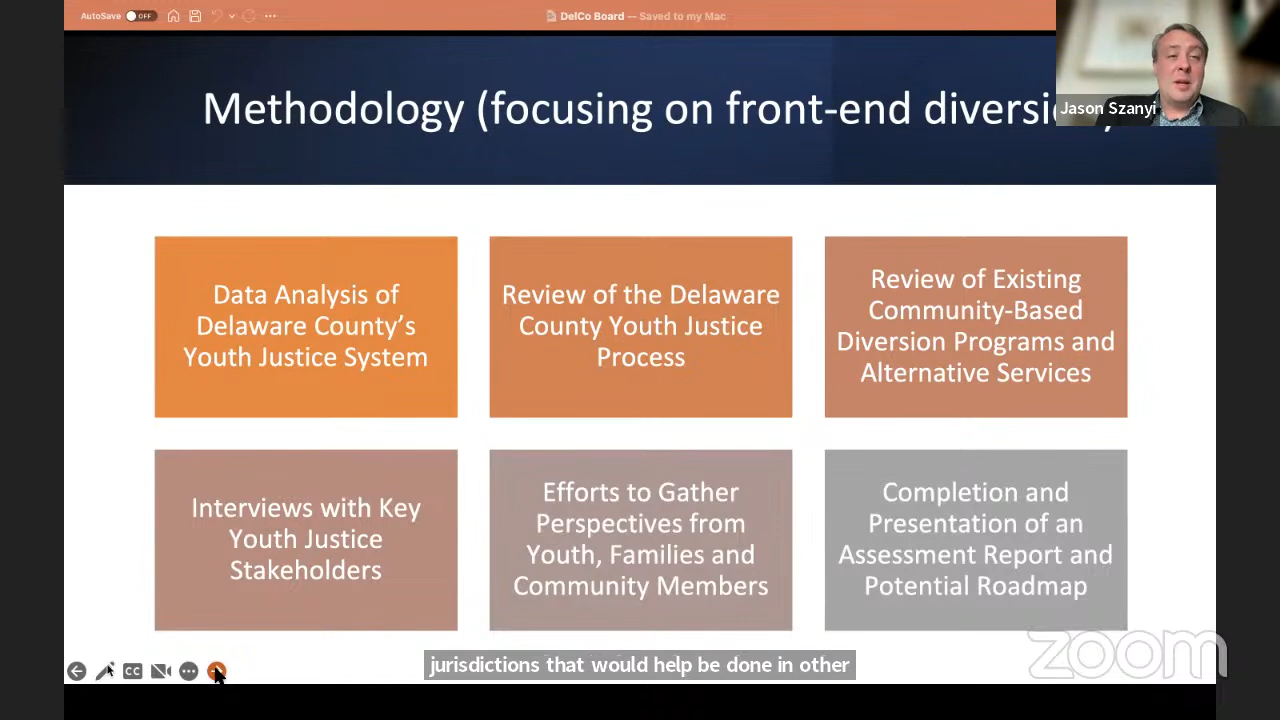 AutoSave OFF
DelCo Board — Saved to my Mac
Methodology (focusing on front-end
Jason Szanyi
Data Analysis of
Delaware County’s
Youth Justice System
Review of the Delaware
County Youth Justice
Process
Review of Existing
Community-Based
Diversion Programs and
Alternative Services
Interviews with Key
Youth Justice
Stakeholders
Efforts to Gather
Perspectives from
Youth, Families and
Community Members
Completion and
Presentation of an
Assessment Report and
Potential Roadmap
CC
jurisdictions that would help be done in other
zoom